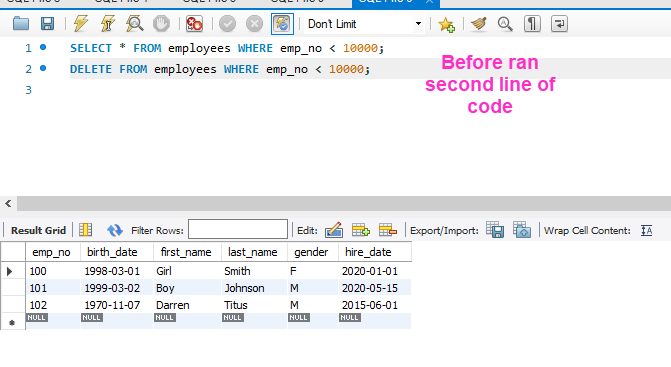 Don't Limit
1 SELECT * FROM employees WHERE emp_no < 10000;
2 DELETE FROM employees WHERE emp_no < 10000;
3
Before ran
second line of
code
Result Grid Filter Rows: Edit: Export/Import: Wrap Cell Content:
emp_no birth_date first_name last_name gender hire_date
100 1998-03-01 Girl Smith F 2020-01-01
101 1999-03-02 Boy Johnson M 2020-05-15
102 1970-11-07 Darren Titus M 2015-06-01
NULL NULL NULL NULL NULL NULL